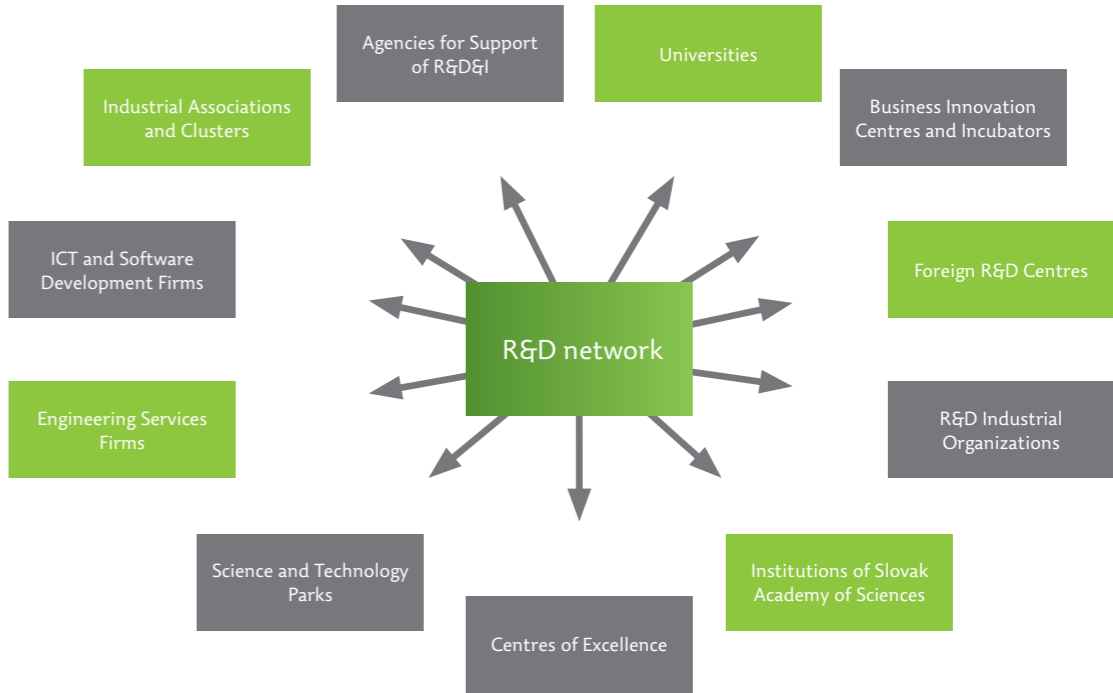 Agencies for Support
of R&D&I
Universities
Industrial Associations
and Clusters
Business Innovation
Centres and Incubators
ICT and Software
Development Firms
Foreign R&D Centres
R&D network
Engineering Services
Firms
R&D Industrial
Organizations
Science and Technology
Parks
Institutions of Slovak
Academy of Sciences
Centres of Excellence